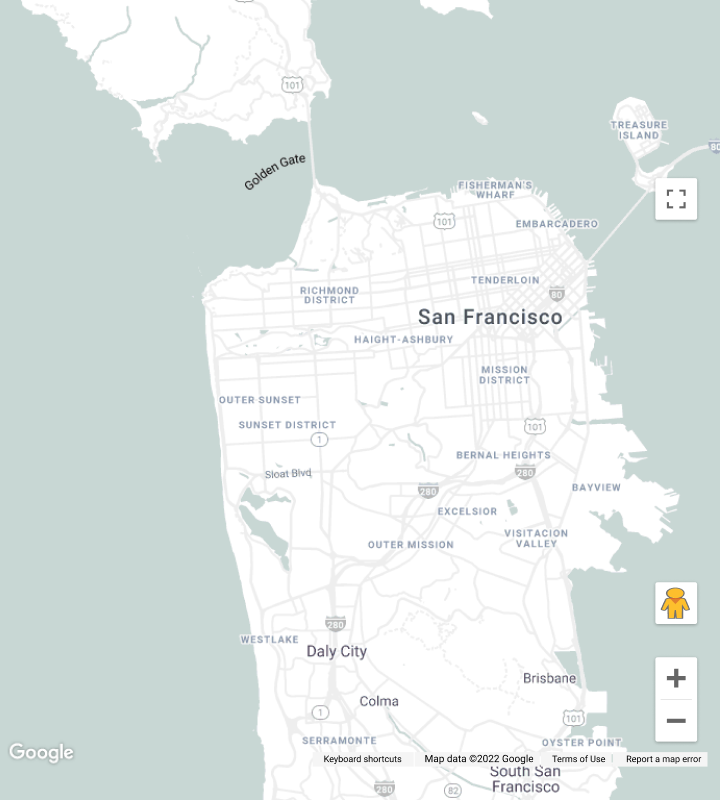 101
TREASURE
ISLAND
80
Golden Gate
FISHERMAN'S
WHARF
101
EMBARCADERO
TENDERLOIN
RICHMOND
DISTRICT
80
San Francisco
HAIGHT-ASHBURY
MISSION
DISTRICT
OUTER SUNSET
SUNSET DISTRICT
101
1
BERNAL HEIGHTS
Sloat Blvd
280
280
BAYVIEW
EXCELSIOR
VISITACION
VALLEY
OUTER MISSION
280
WESTLAKE
Daly City
Brisbane
Colma
1
101
SERRAMONTE
OYSTER POINT
Google
Keyboard shortcuts
Map data ©2022 Google
Terms of Use
Report a map error
South San
Francisco
280
82